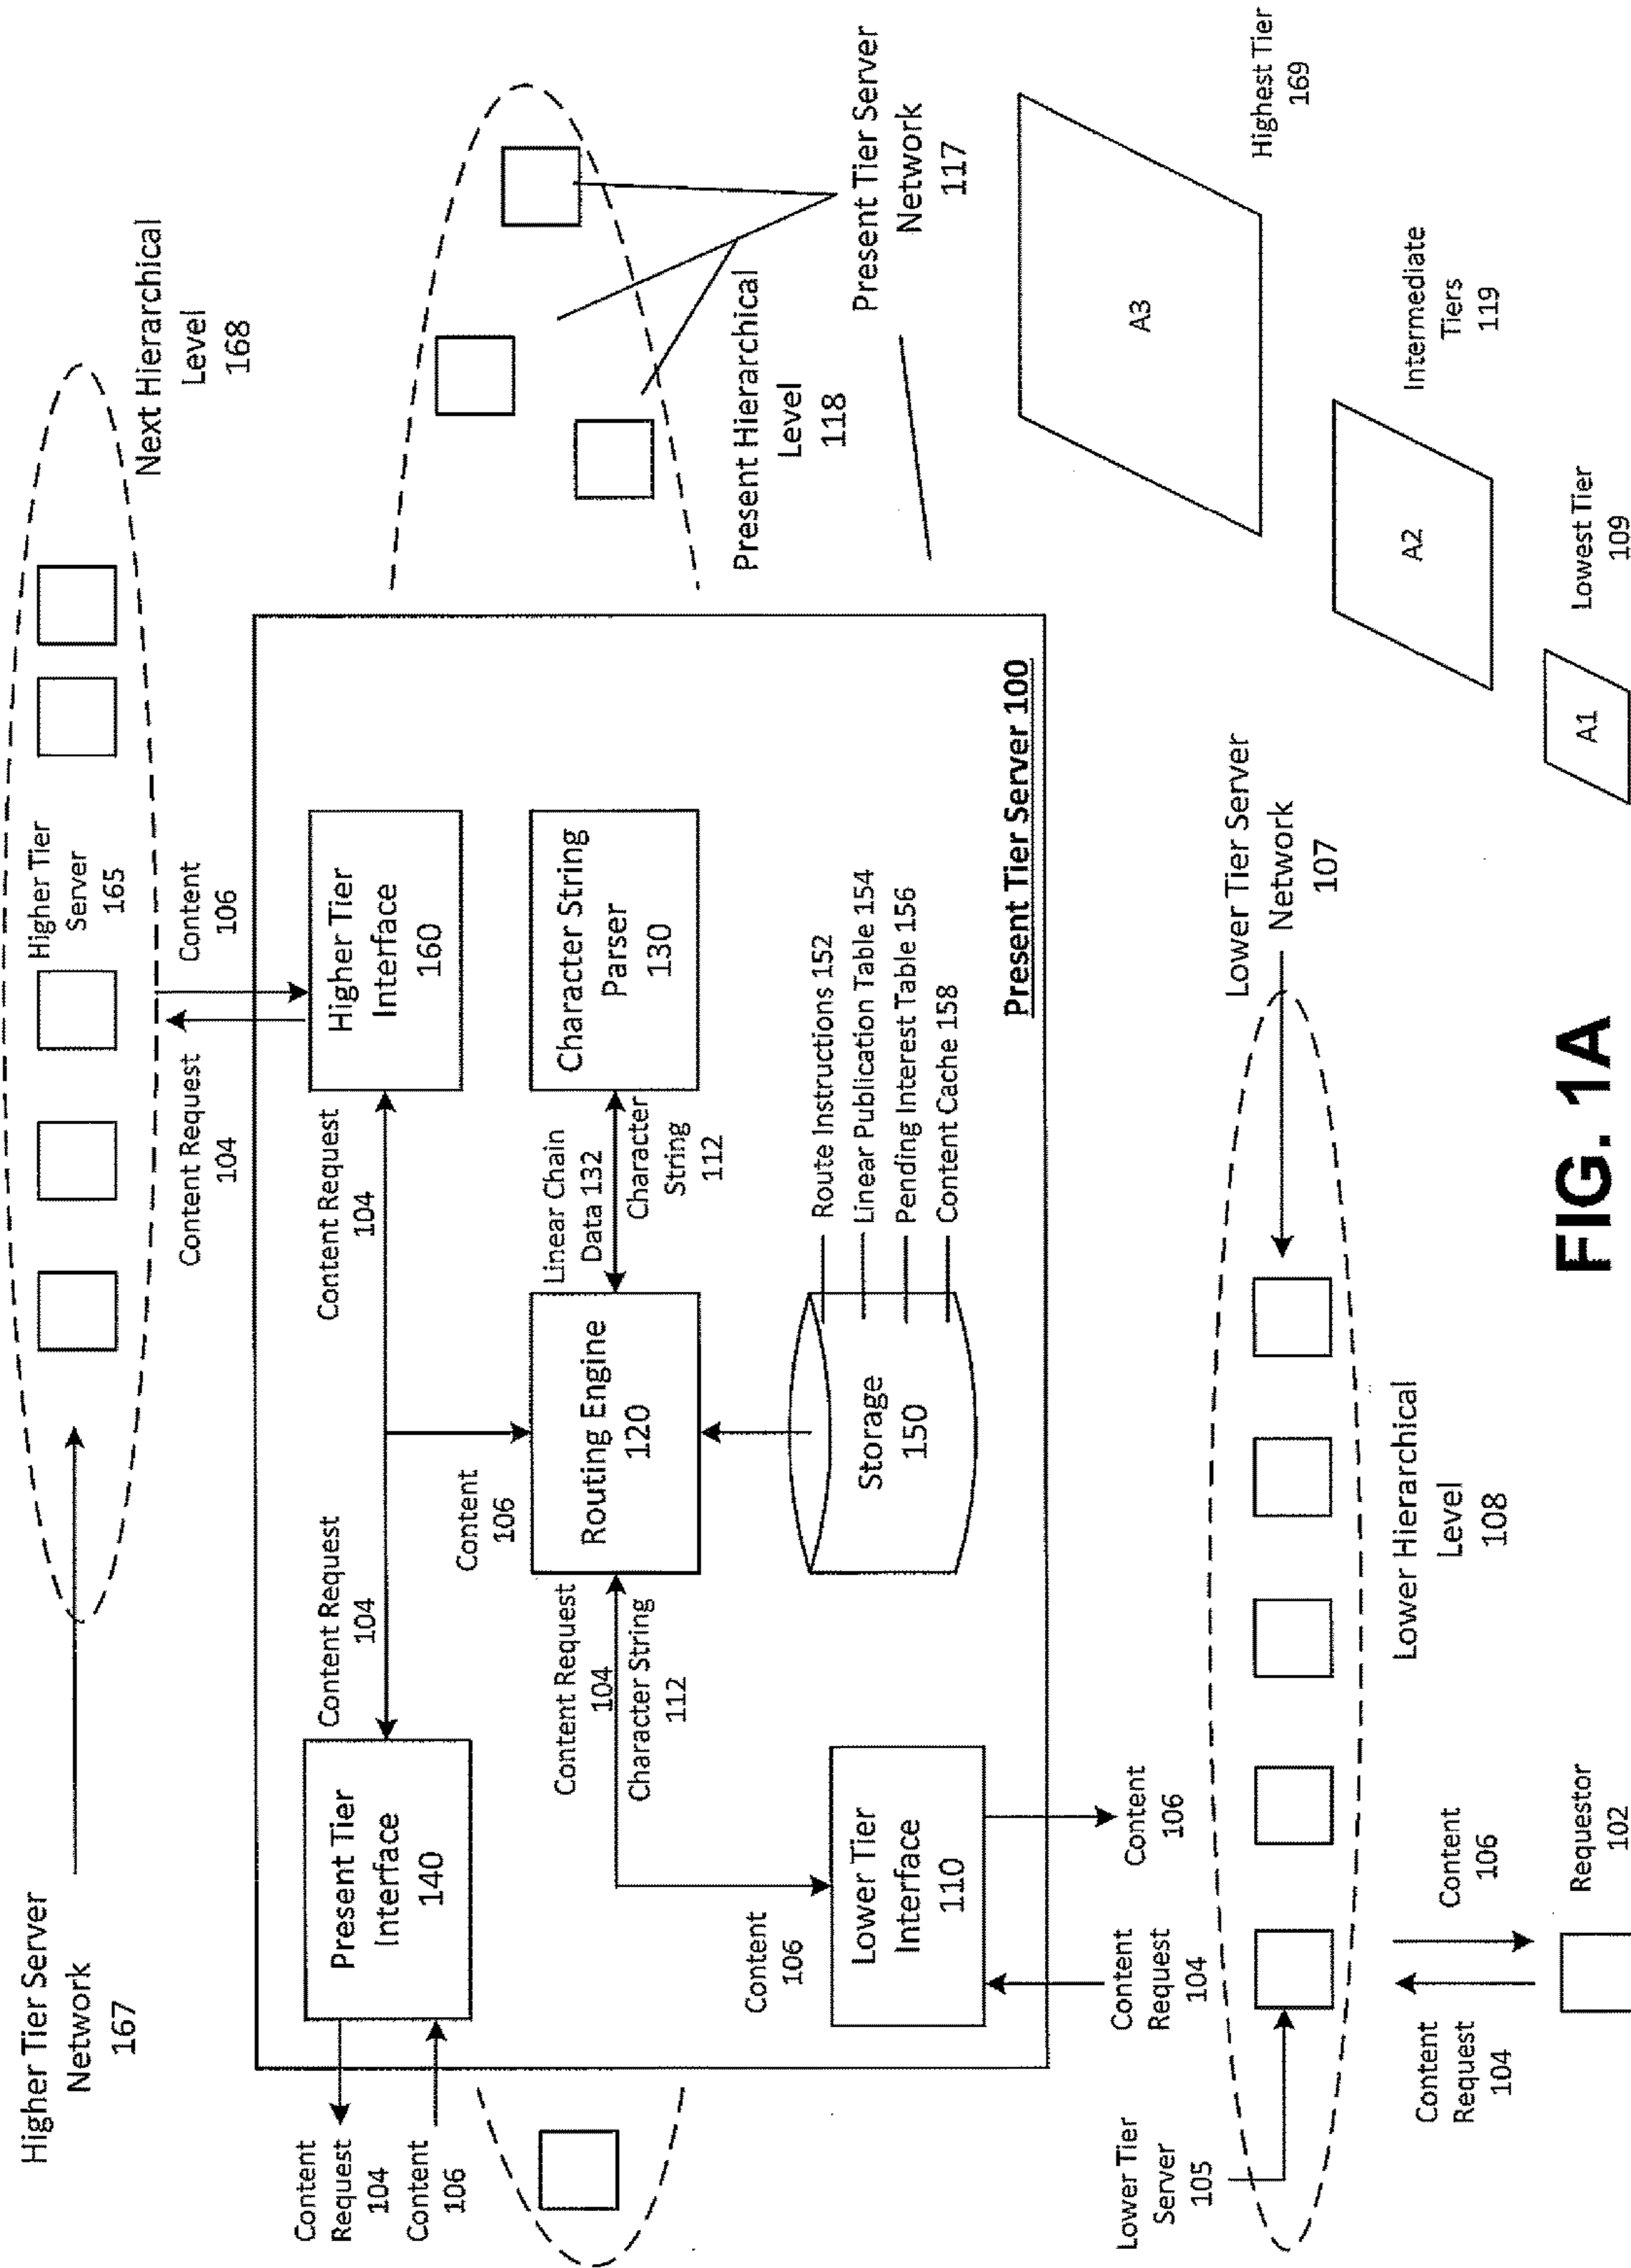 Higher Tier Server
Network
167
Next Hierarchical
Level
168
Higher Tier
Server
165
Content Request
104
Content
106
Content
Request
104
Content
106
Present Tier
Interface
140
Content Request
104
Content Request
104
Higher Tier
Interface
160
Content
106
Content Request
104
Character String
112
Routing Engine
120
Linear Chain
Data 132
Character
String
112
Character String
Parser
130
Content
106
Lower Tier
Interface
110
Storage
150
Route Instructions 152
Linear Publication Table 154
Pending Interest Table 156
Content Cache 158
Present Tier Server 100
Present Hierarchical
Level
118
Present Tier Server
Network
117
Content
Request
104
Content
106
Lower Tier
Server
105
Lower Tier Server
Network
107
Lower Hierarchical
Level
108
Content
Request
104
Content
106
Requestor
102
A3
Highest Tier
169
A2
Intermediate
Tiers
119
A1
Lowest Tier
109
FIG. 1A